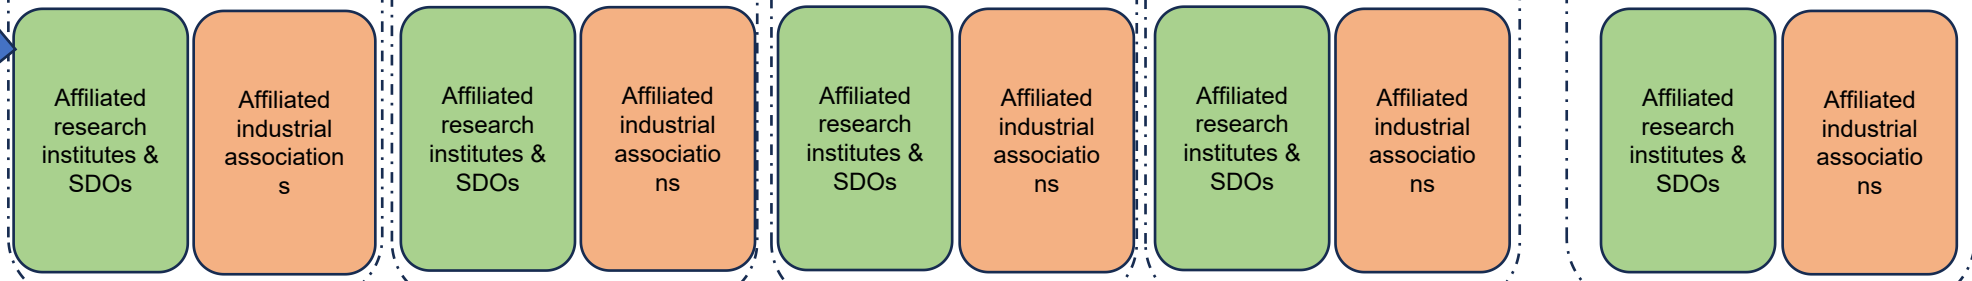 Affiliated
research
institutes &
SDOs
Affiliated
industrial
association
s
Affiliated
research
institutes &
SDOs
Affiliated
industrial
associatio
ns
Affiliated
research
institutes &
SDOs
Affiliated
industrial
associatio
ns
Affiliated
research
institutes &
SDOs
Affiliated
industrial
associatio
ns
Affiliated
research
institutes &
SDOs
Affiliated
industrial
associatio
ns